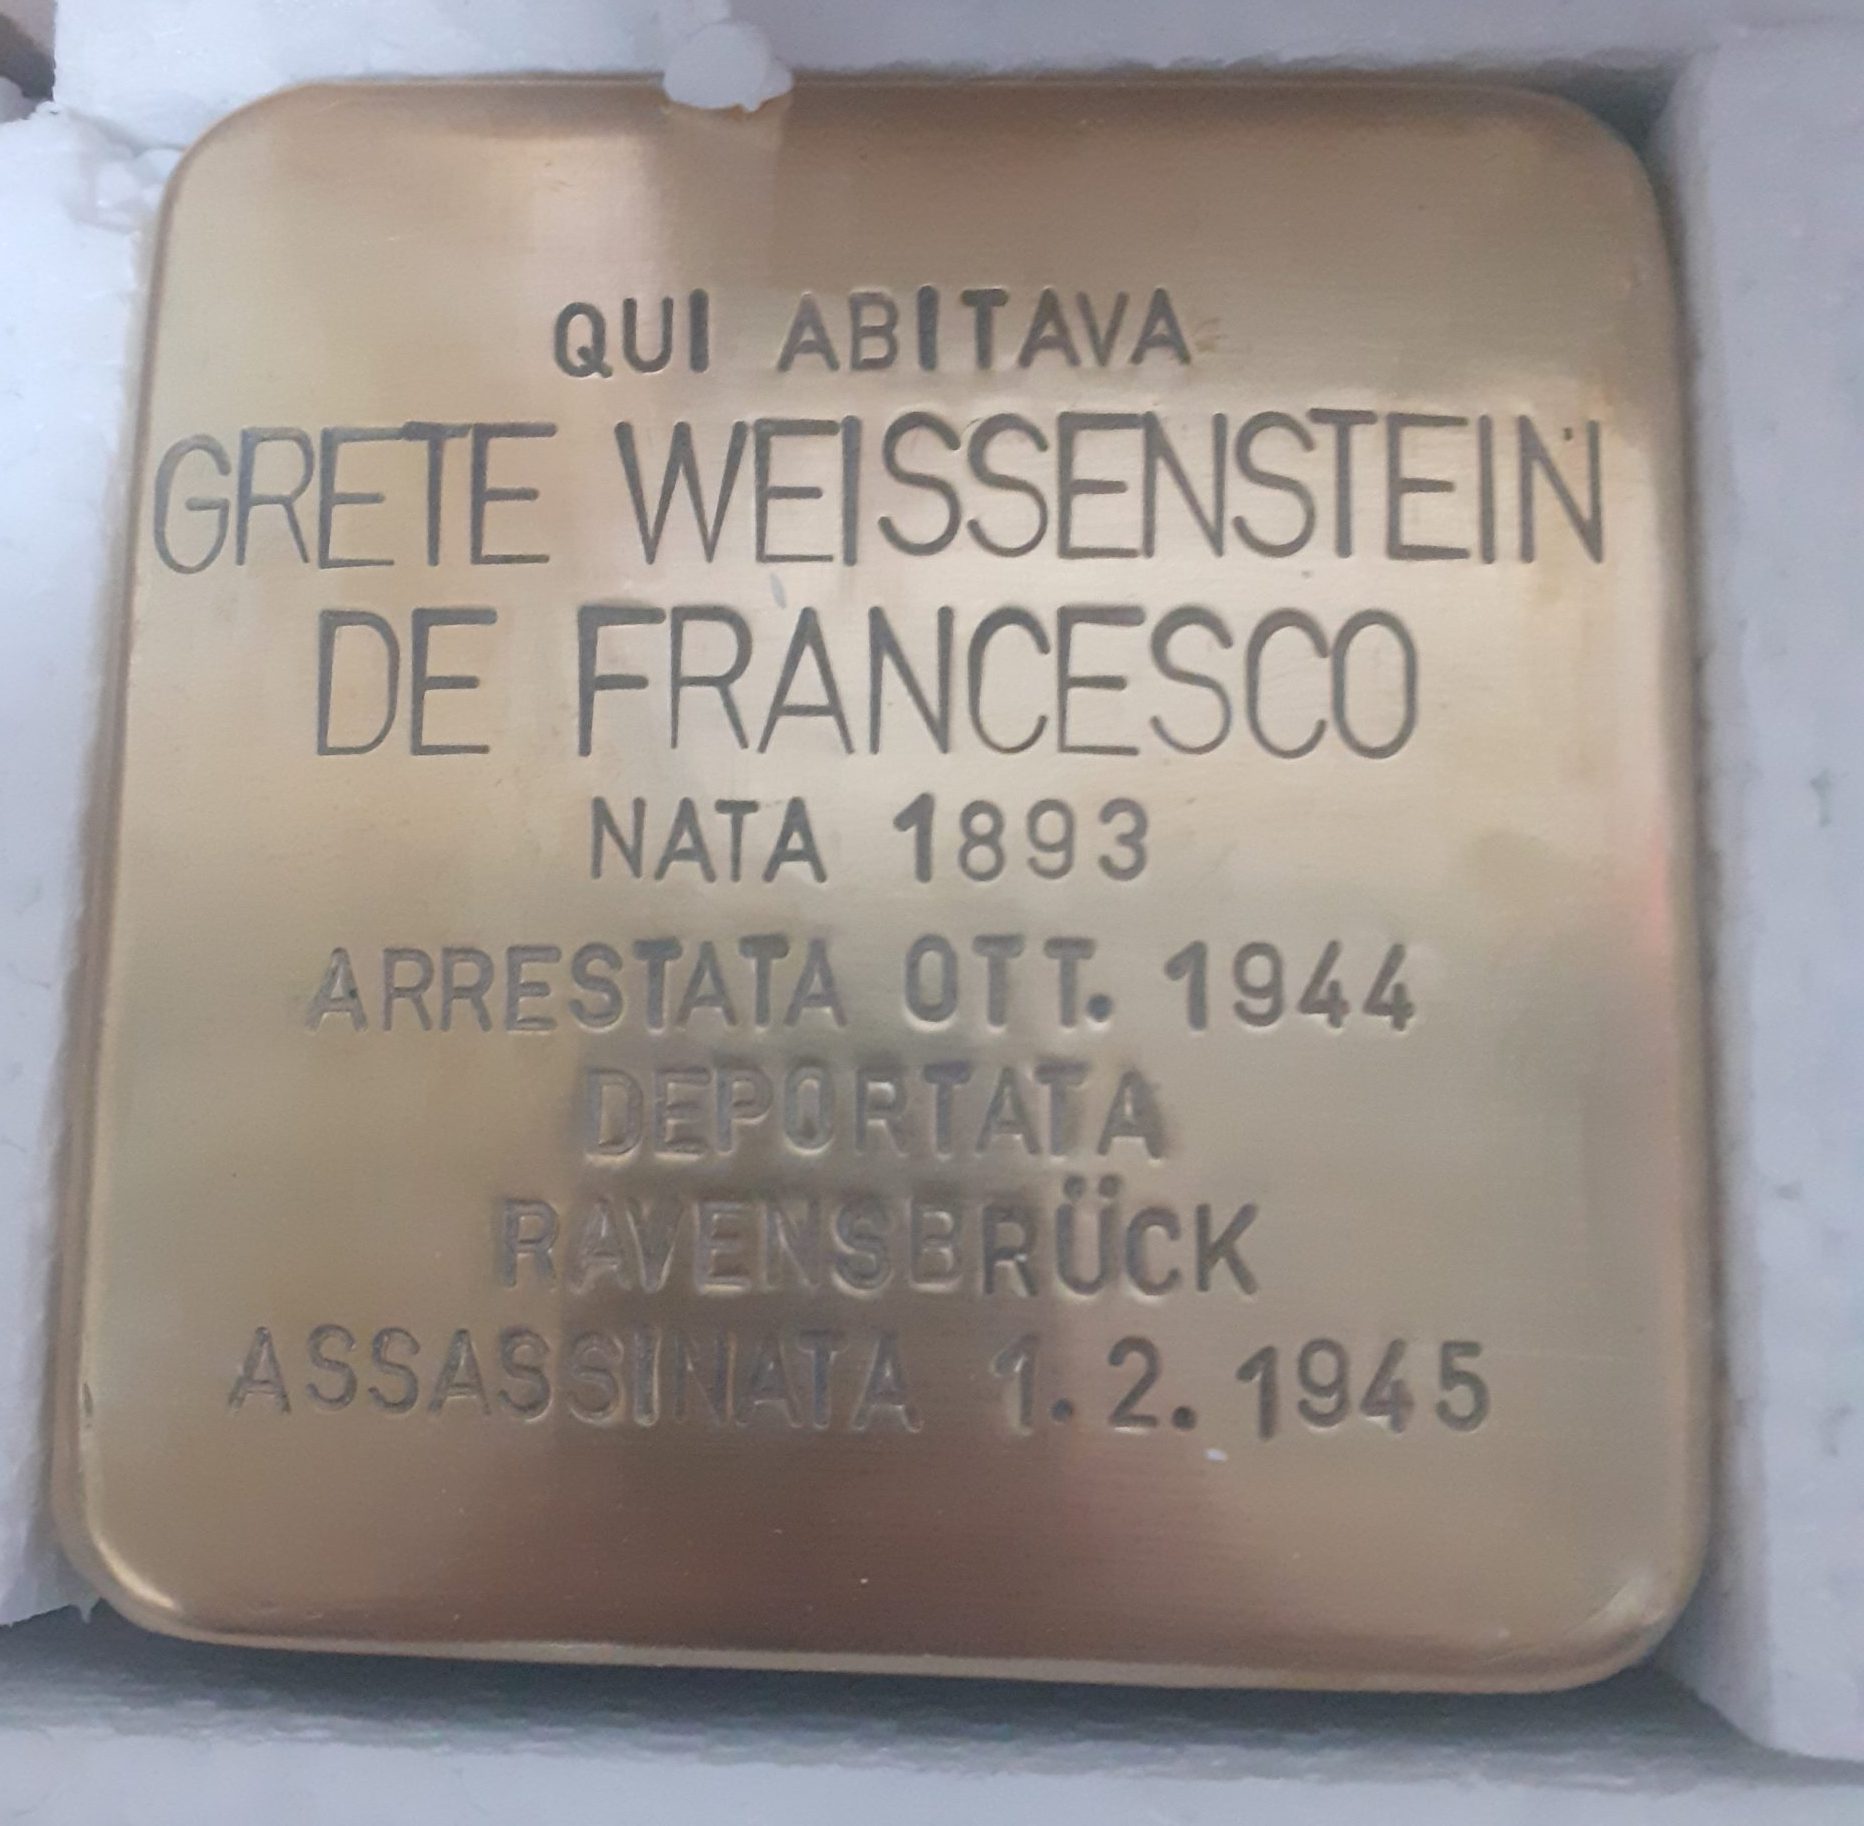 QUI ABITAVA
GRETE WEISSENSTEIN
DE FRANCESCO
NATA 1893
ARRESTATA OTT. 1944
DEPORTATA
RAVENSBRÜCK
ASSASSINATA 1.2.1945